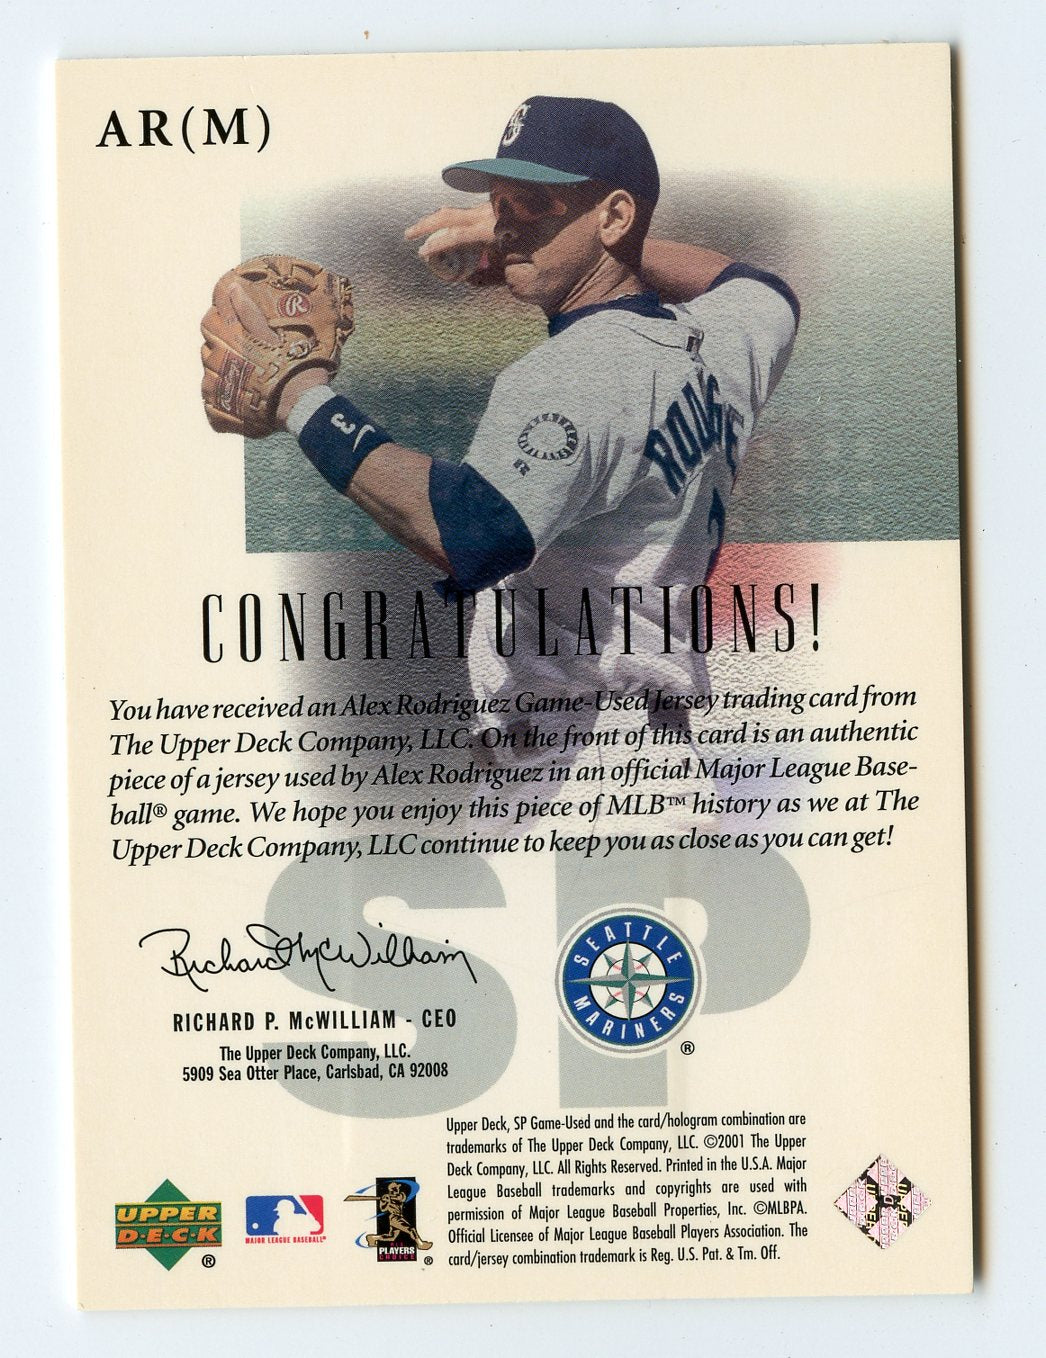 AR(M)
S
R
3
RODR
3
CONGRATULATIONS!
You have received an Alex Rodriguez Game-Used Jersey trading card from
The Upper Deck Company, LLC. On the front of this card is an authentic
piece of a jersey used by Alex Rodriguez in an official Major League Base-
ball® game. We hope you enjoy this piece of MLB™ history as we at The
Upper Deck Company, LLC continue to keep you as close as you can get!
SP
Richard McWilliam
SEATTLE
MARINERS
®
RICHARD P. McWILLIAM - CEO
The Upper Deck Company, LLC.
5909 Sea Otter Place, Carlsbad, CA 92008
Upper Deck, SP Game-Used and the card/hologram combination are
trademarks of The Upper Deck Company, LLC. ©2001 The Upper
Deck Company, LLC. All Rights Reserved. Printed in the U.S.A. Major
League Baseball trademarks and copyrights are used with
permission of Major League Baseball Properties, Inc. ©MLBPA.
Official Licensee of Major League Baseball Players Association. The
card/jersey combination trademark is Reg. U.S. Pat. & Tm. Off.
UPPER
D·E·C·K
®
MAJOR LEAGUE BASEBALL®
PLAYERS
CHOICE
®